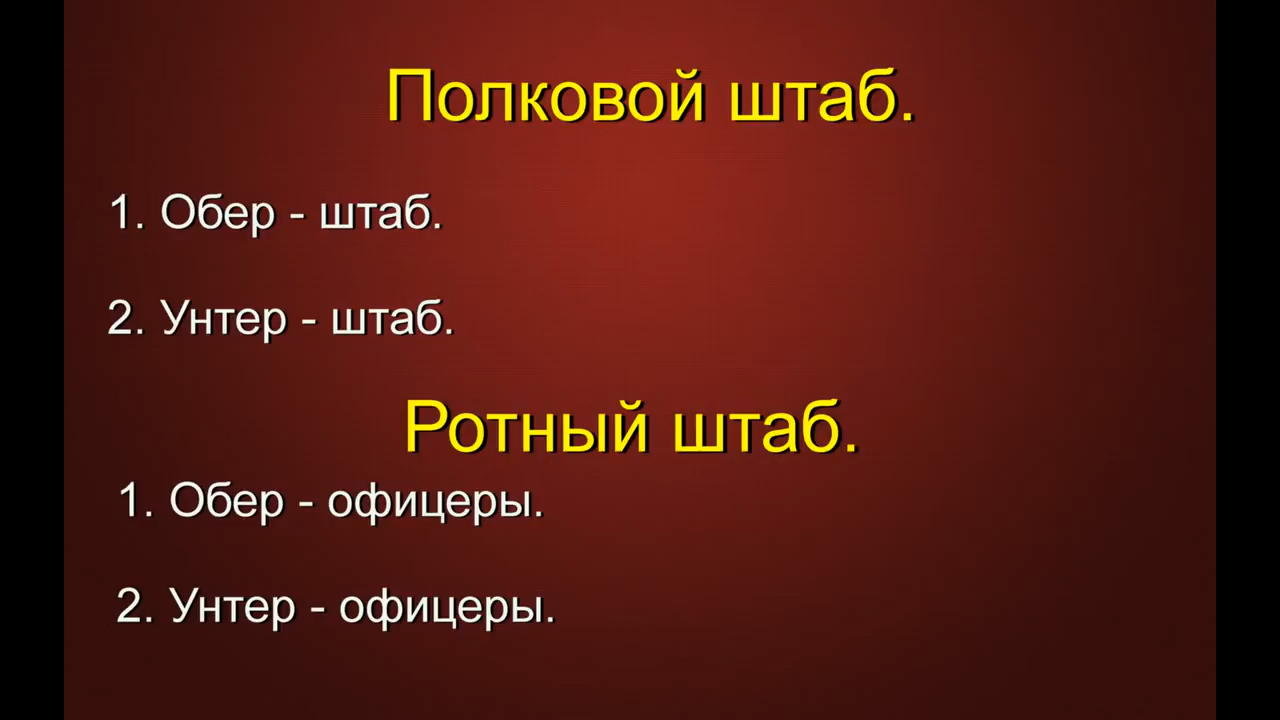 Полковой штаб.
1. Обер - штаб.
2. Унтер - штаб.
Ротный штаб.
1. Обер - офицеры.
2. Унтер - офицеры.